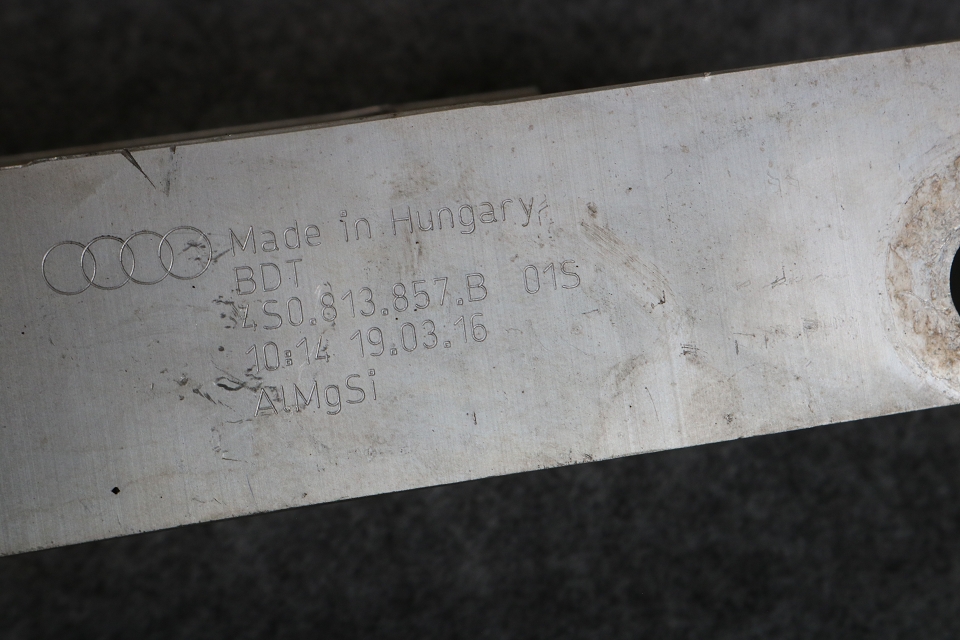 Made in Hungary
BDT
4S0.813.857.B 01S
10:14 19.03.16
AlMgSi